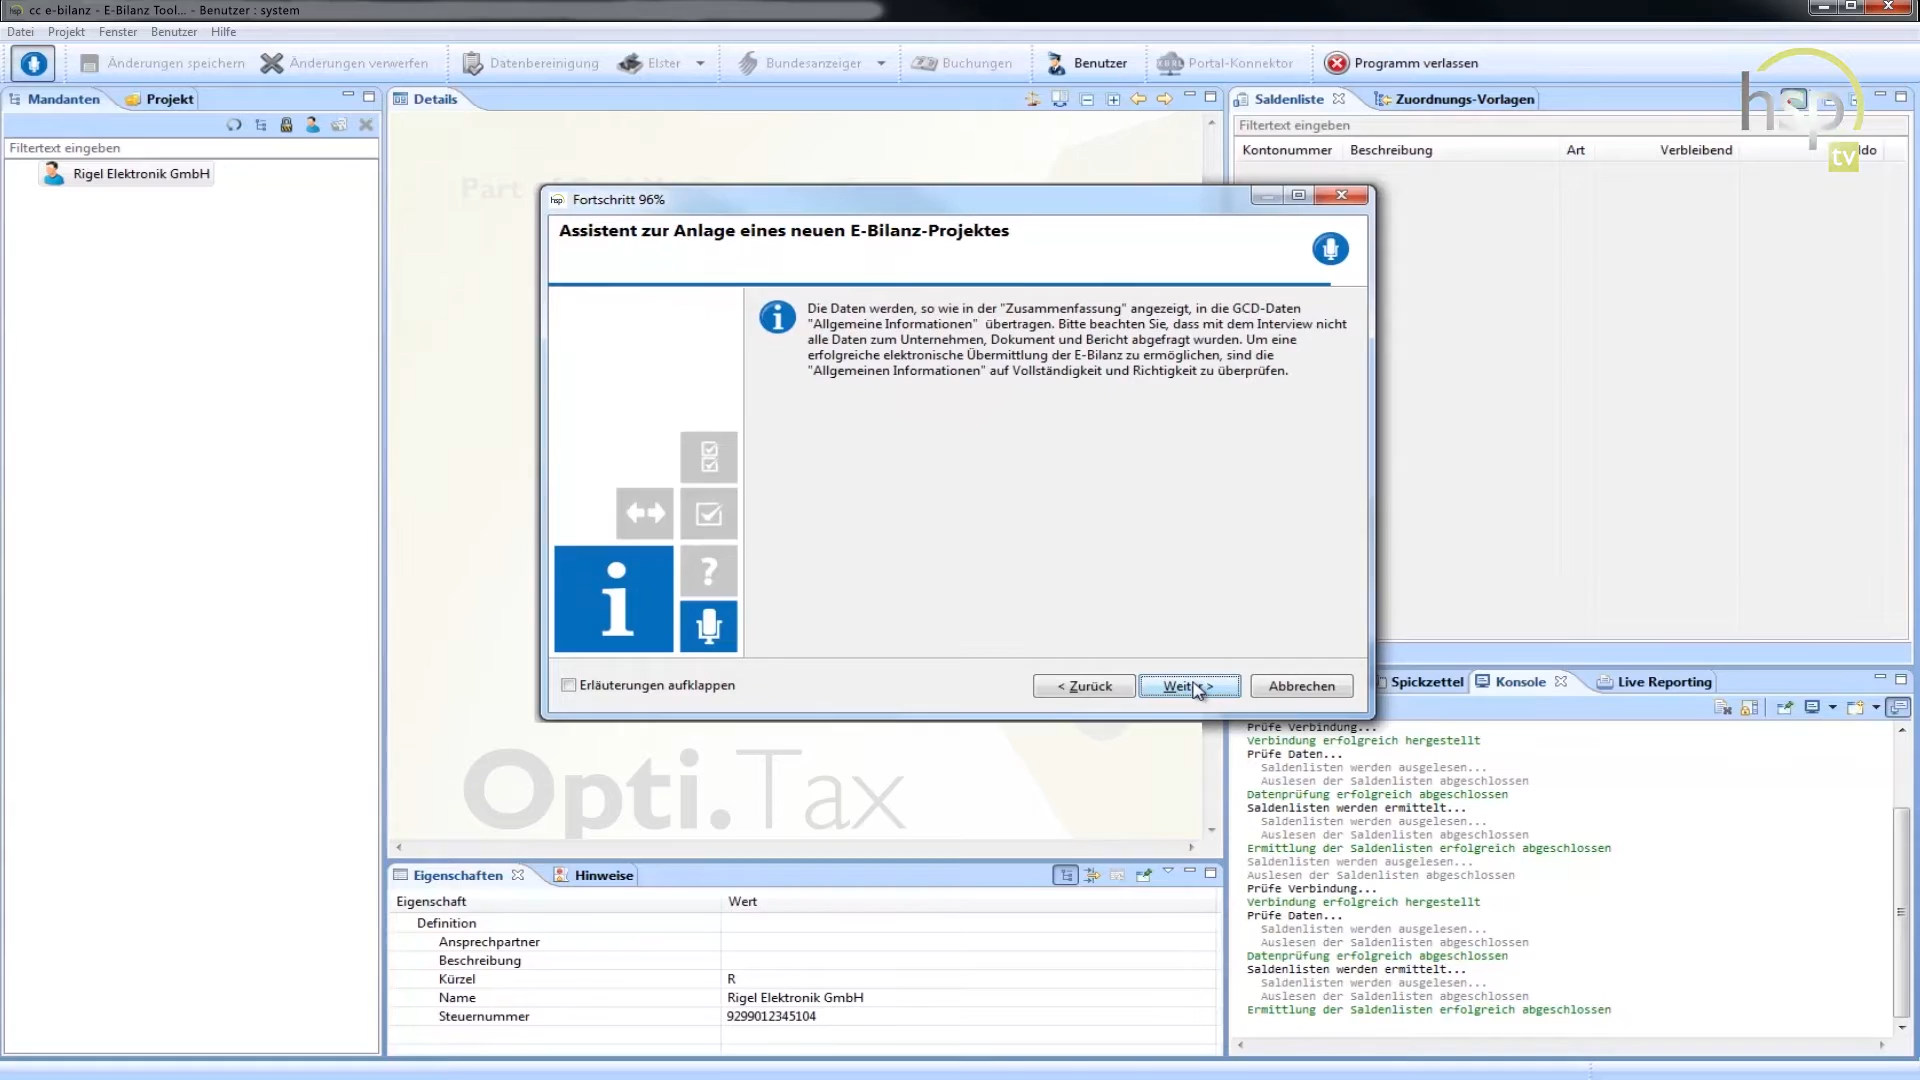 cc e-bilanz - E-Bilanz Tool... - Benutzer : system
Datei Projekt Fenster Benutzer Hilfe
Änderungen speichern Änderungen verwerfen Datenbereinigung Elster Bundesanzeiger Buchungen Benutzer Portal-Konnektor Programm verlassen
hsp
tv
Mandanten Projekt
Filtertext eingeben
Rigel Elektronik GmbH
Details
Part of
Fortschritt 96%
Assistent zur Anlage eines neuen E-Bilanz-Projektes
Die Daten werden, so wie in der "Zusammenfassung" angezeigt, in die GCD-Daten
"Allgemeine Informationen" übertragen. Bitte beachten Sie, dass mit dem Interview nicht
alle Daten zum Unternehmen, Dokument und Bericht abgefragt wurden. Um eine
erfolgreiche elektronische Übermittlung der E-Bilanz zu ermöglichen, sind die
"Allgemeinen Informationen" auf Vollständigkeit und Richtigkeit zu überprüfen.
Erläuterungen aufklappen
< Zurück Weiter > Abbrechen
Opti.Tax
Eigenschaften Hinweise
Eigenschaft Wert
Definition
Ansprechpartner
Beschreibung
Kürzel R
Name Rigel Elektronik GmbH
Steuernummer 9299012345104
Saldenliste Zuordnungs-Vorlagen
Filtertext eingeben
Kontonummer Beschreibung Art Verbleibend ldo
Spickzettel Konsole Live Reporting
Prüfe Verbindung...
Verbindung erfolgreich hergestellt
Prüfe Daten...
Saldenlisten werden ausgelesen...
Auslesen der Saldenlisten abgeschlossen
Datenprüfung erfolgreich abgeschlossen
Saldenlisten werden ermittelt...
Saldenlisten werden ausgelesen...
Auslesen der Saldenlisten abgeschlossen
Ermittlung der Saldenlisten erfolgreich abgeschlossen
Saldenlisten werden ausgelesen...
Auslesen der Saldenlisten abgeschlossen
Prüfe Verbindung...
Verbindung erfolgreich hergestellt
Prüfe Daten...
Saldenlisten werden ausgelesen...
Auslesen der Saldenlisten abgeschlossen
Datenprüfung erfolgreich abgeschlossen
Saldenlisten werden ermittelt...
Saldenlisten werden ausgelesen...
Auslesen der Saldenlisten abgeschlossen
Ermittlung der Saldenlisten erfolgreich abgeschlossen